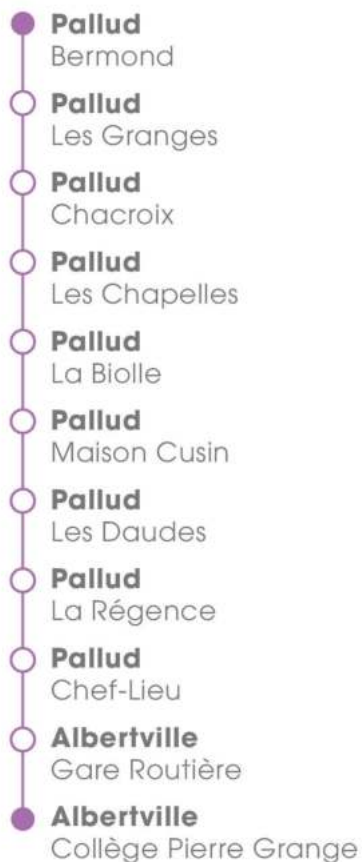 Pallud
Bermond
Pallud
Les Granges
Pallud
Chacroix
Pallud
Les Chapelles
Pallud
La Biolle
Pallud
Maison Cusin
Pallud
Les Daudes
Pallud
La Régence
Pallud
Chef-Lieu
Albertville
Gare Routière
Albertville
Collège Pierre Grange